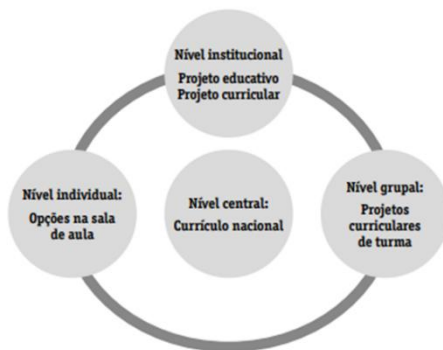 Nível institucional
Projeto educativo
Projeto curricular
Nível individual:
Opções na sala
de aula
Nível central:
Currículo nacional
Nível grupal:
Projetos
curriculares
de turma